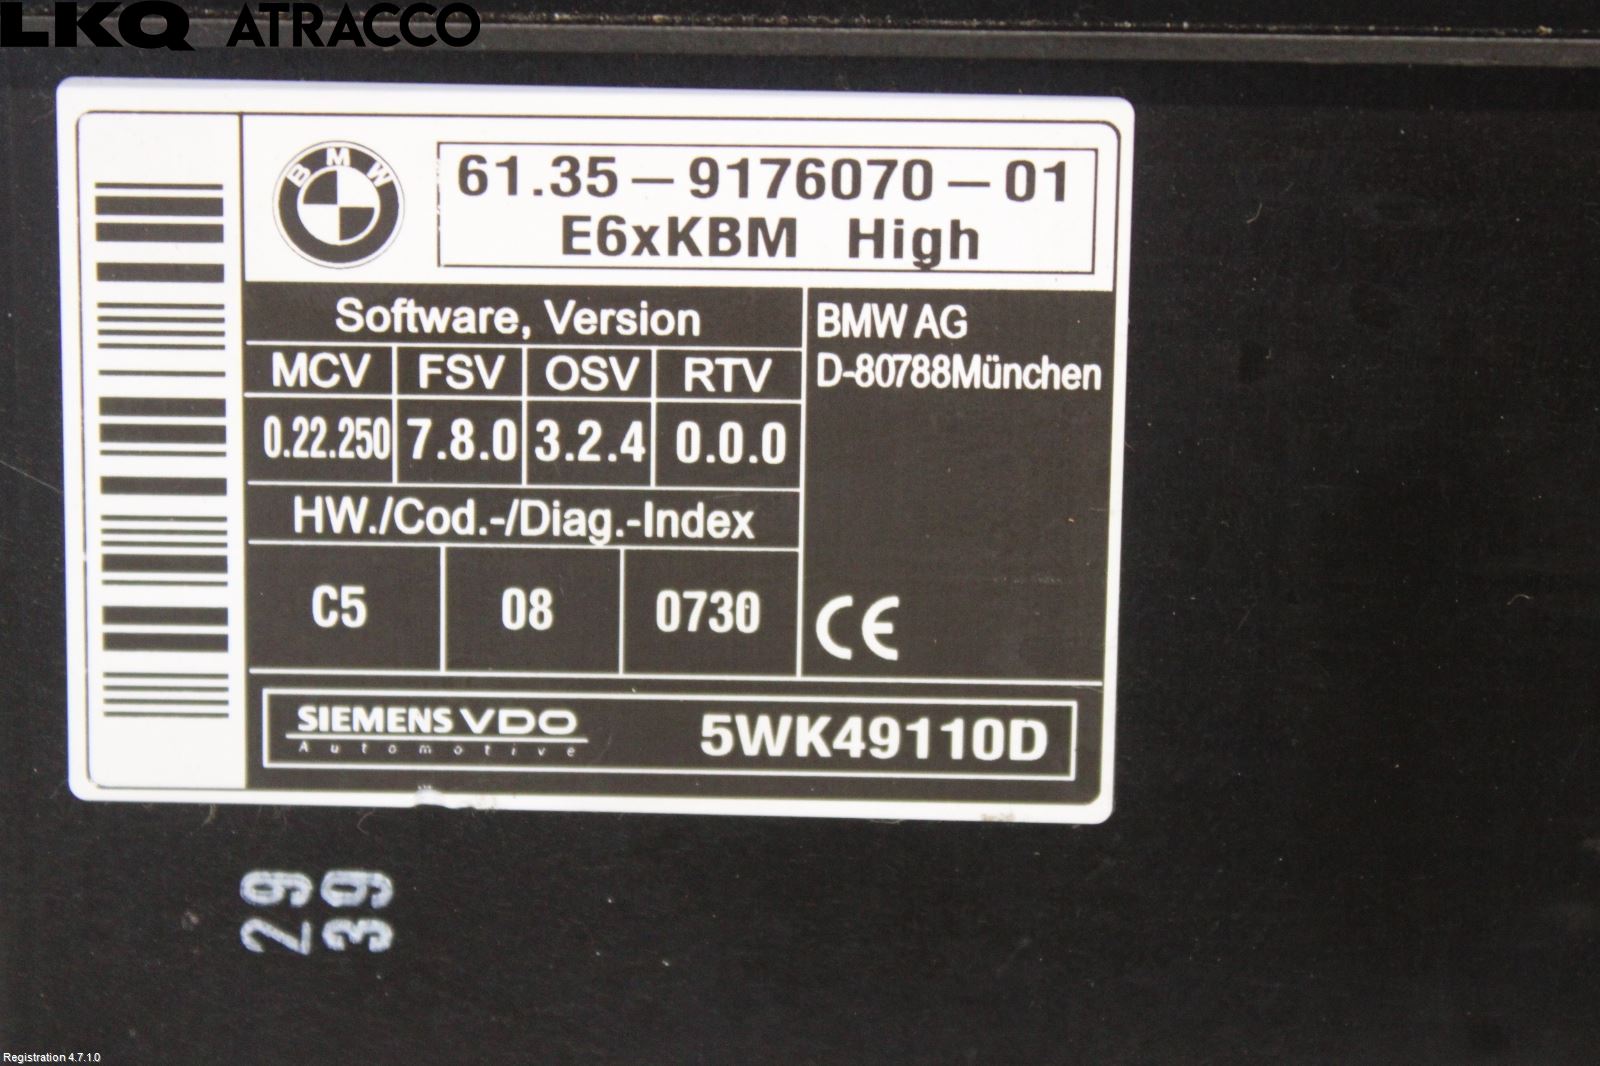 LKQ ATRACCO
BMW
61.35-9176070-01
E6xKBM High
Software, Version
MCV FSV OSV RTV
0.22.250 7.8.0 3.2.4 0.0.0
HW./Cod.-/Diag.-Index
C5 08 0730
BMW AG
D-80788München
CE
SIEMENS VDO
Automotive
5WK49110D
29
39
Registration 4.7.1.0